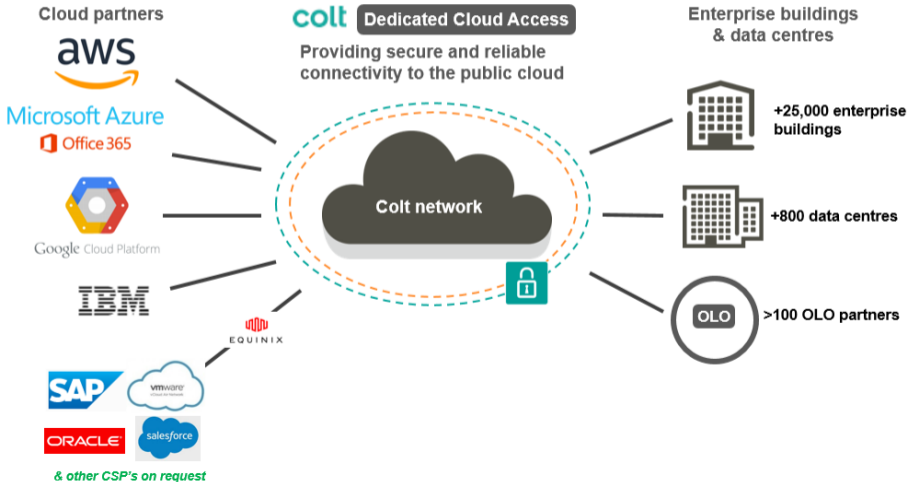 Cloud partners
aws
Microsoft Azure
Office 365
Google Cloud Platform
IBM
EQUINIX
SAP
vmware
ORACLE
salesforce
& other CSP's on request
colt
Dedicated Cloud Access
Providing secure and reliable
connectivity to the public cloud
Colt network
Enterprise buildings
& data centres
+25,000 enterprise
buildings
+800 data centres
OLO
>100 OLO partners